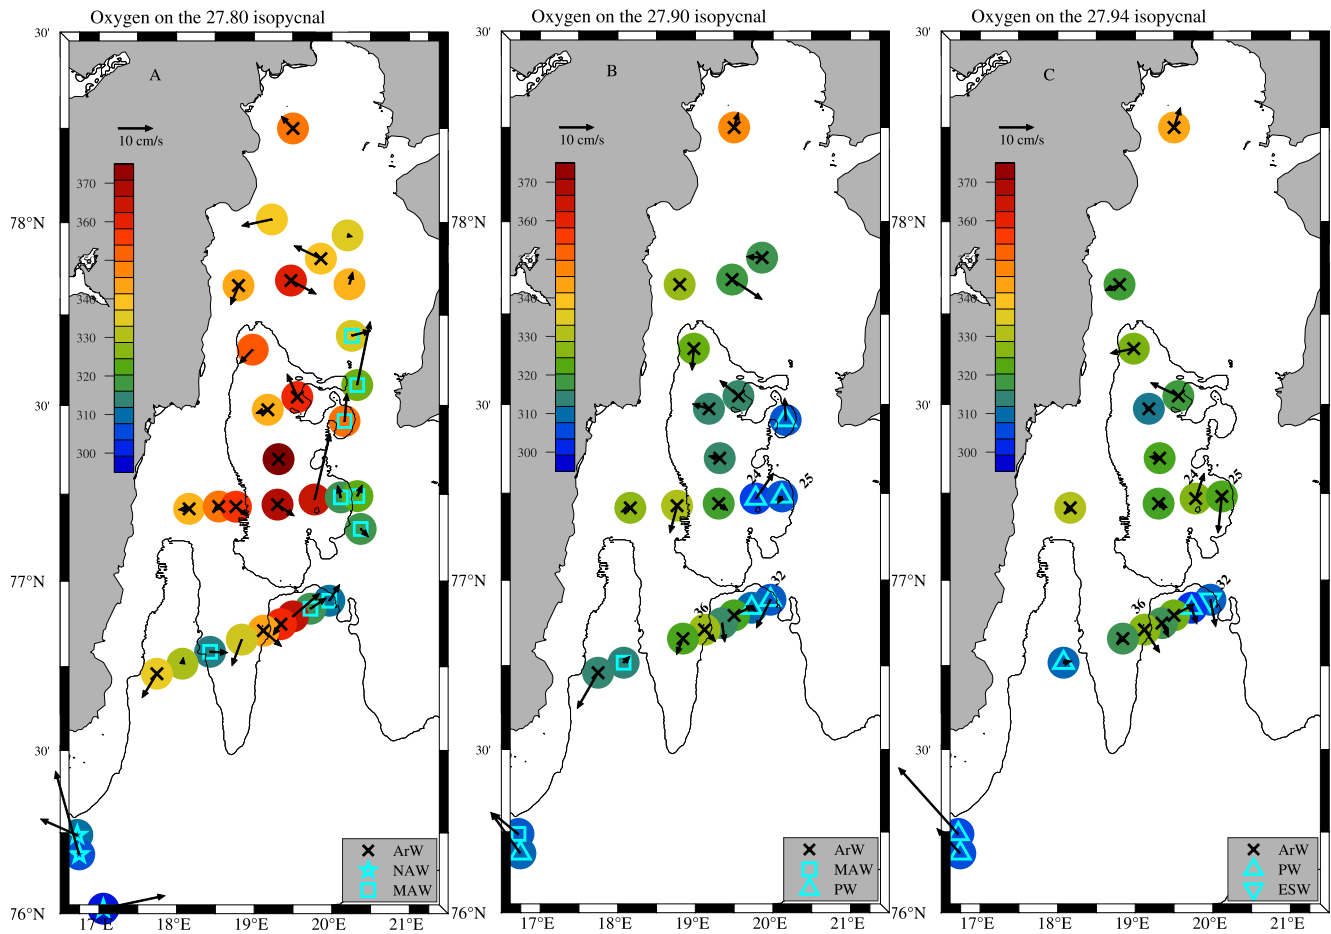 Oxygen on the 27.80 isopycnal
30'
A
10 cm/s
370
360
340
330
320
310
300
78°N
30'
77°N
30'
76°N
17°E
18°E
19°E
20°E
21°E
ArW
NAW
MAW
Oxygen on the 27.90 isopycnal
30'
B
10 cm/s
370
360
340
330
320
310
300
78°N
30'
24
25
77°N
32
36
30'
76°N
17°E
18°E
19°E
20°E
21°E
ArW
MAW
PW
Oxygen on the 27.94 isopycnal
30'
C
10 cm/s
370
360
340
330
320
310
300
78°N
30'
25
77°N
32
36
30'
76°N
17°E
18°E
19°E
20°E
21°E
ArW
PW
ESW